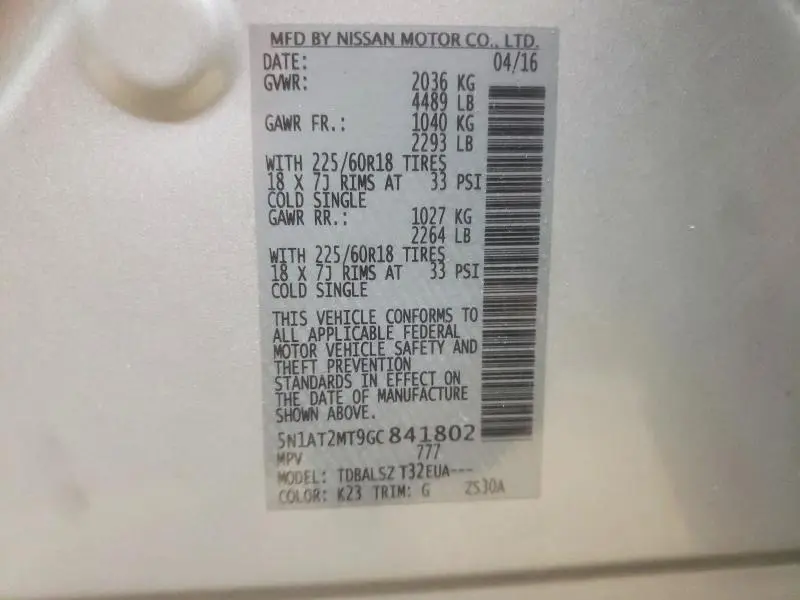 MFD BY NISSAN MOTOR CO., LTD.
DATE: 04/16
GVWR: 2036 KG
4489 LB
GAWR FR.: 1040 KG
2293 LB
WITH 225/60R18 TIRES
18 X 7J RIMS AT 33 PSI
COLD SINGLE
GAWR RR.: 1027 KG
2264 LB
WITH 225/60R18 TIRES
18 X 7J RIMS AT 33 PSI
COLD SINGLE
THIS VEHICLE CONFORMS TO
ALL APPLICABLE FEDERAL
MOTOR VEHICLE SAFETY AND
THEFT PREVENTION
STANDARDS IN EFFECT ON
THE DATE OF MANUFACTURE
SHOWN ABOVE.
5N1AT2MT9GC841802
MPV 777
MODEL: TDBALSZ T32EUA---
COLOR: K23 TRIM: G ZS30A